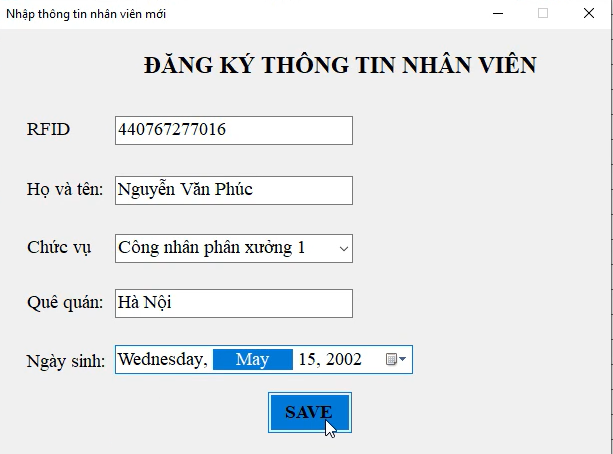 Nhập thông tin nhân viên mới
ĐĂNG KÝ THÔNG TIN NHÂN VIÊN
RFID 440767277016
Họ và tên: Nguyễn Văn Phúc
Chức vụ Công nhân phân xưởng 1
Quê quán: Hà Nội
Ngày sinh: Wednesday, May 15, 2002
SAVE